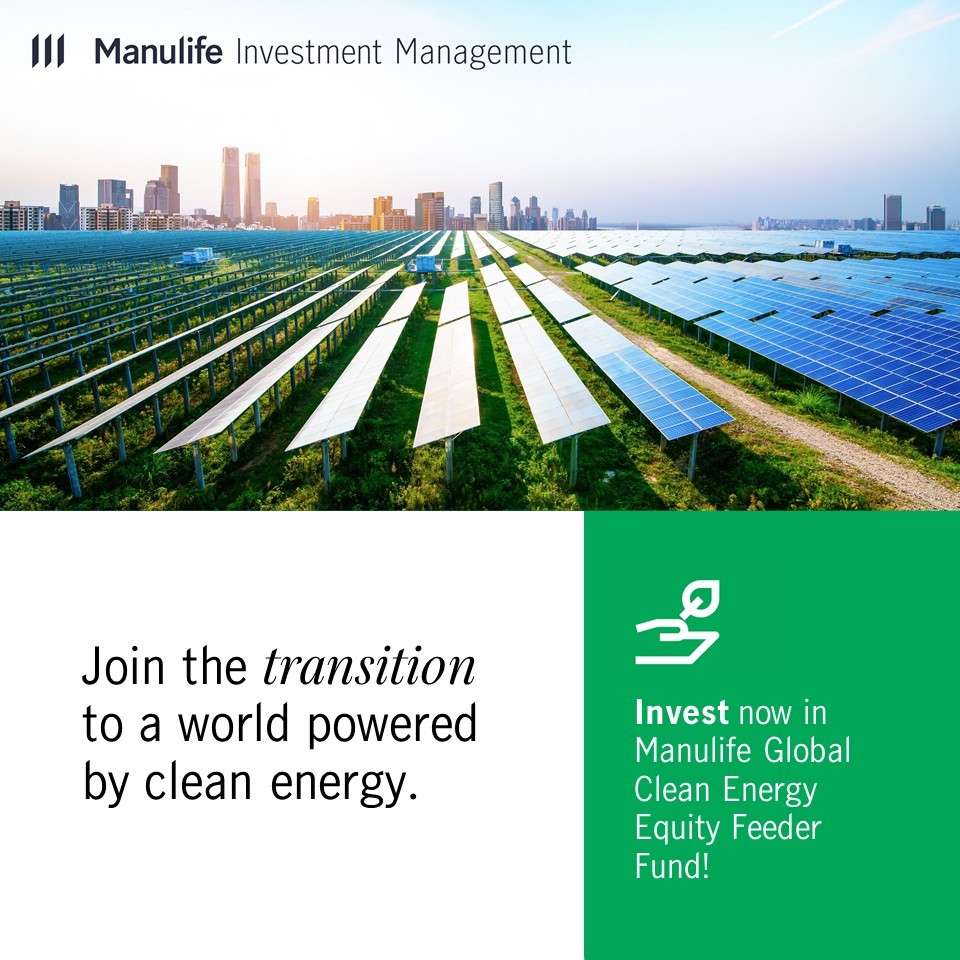 Manulife Investment Management
Join the transition
to a world powered
by clean energy.
Invest now in
Manulife Global
Clean Energy
Equity Feeder
Fund!